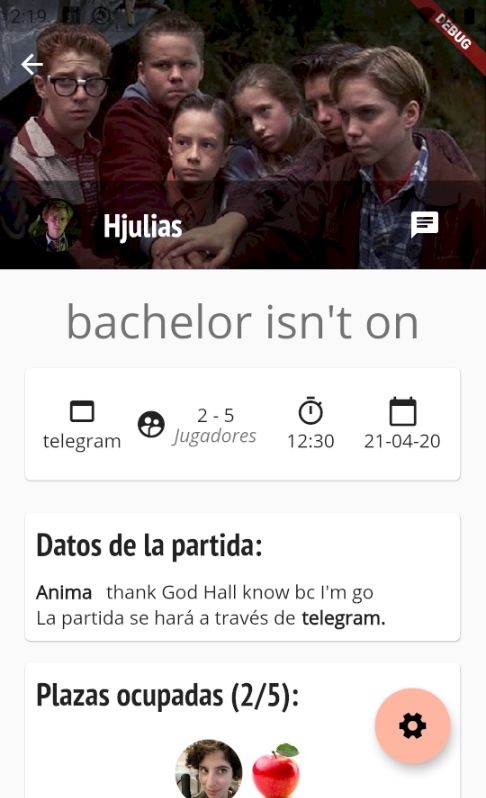 2:19
DEBUG
Hjulias
bachelor isn't on
telegram
2 - 5
Jugadores
12:30
21-04-20
Datos de la partida:
Anima thank God Hall know bc I'm go
La partida se hará a través de telegram.
Plazas ocupadas (2/5):